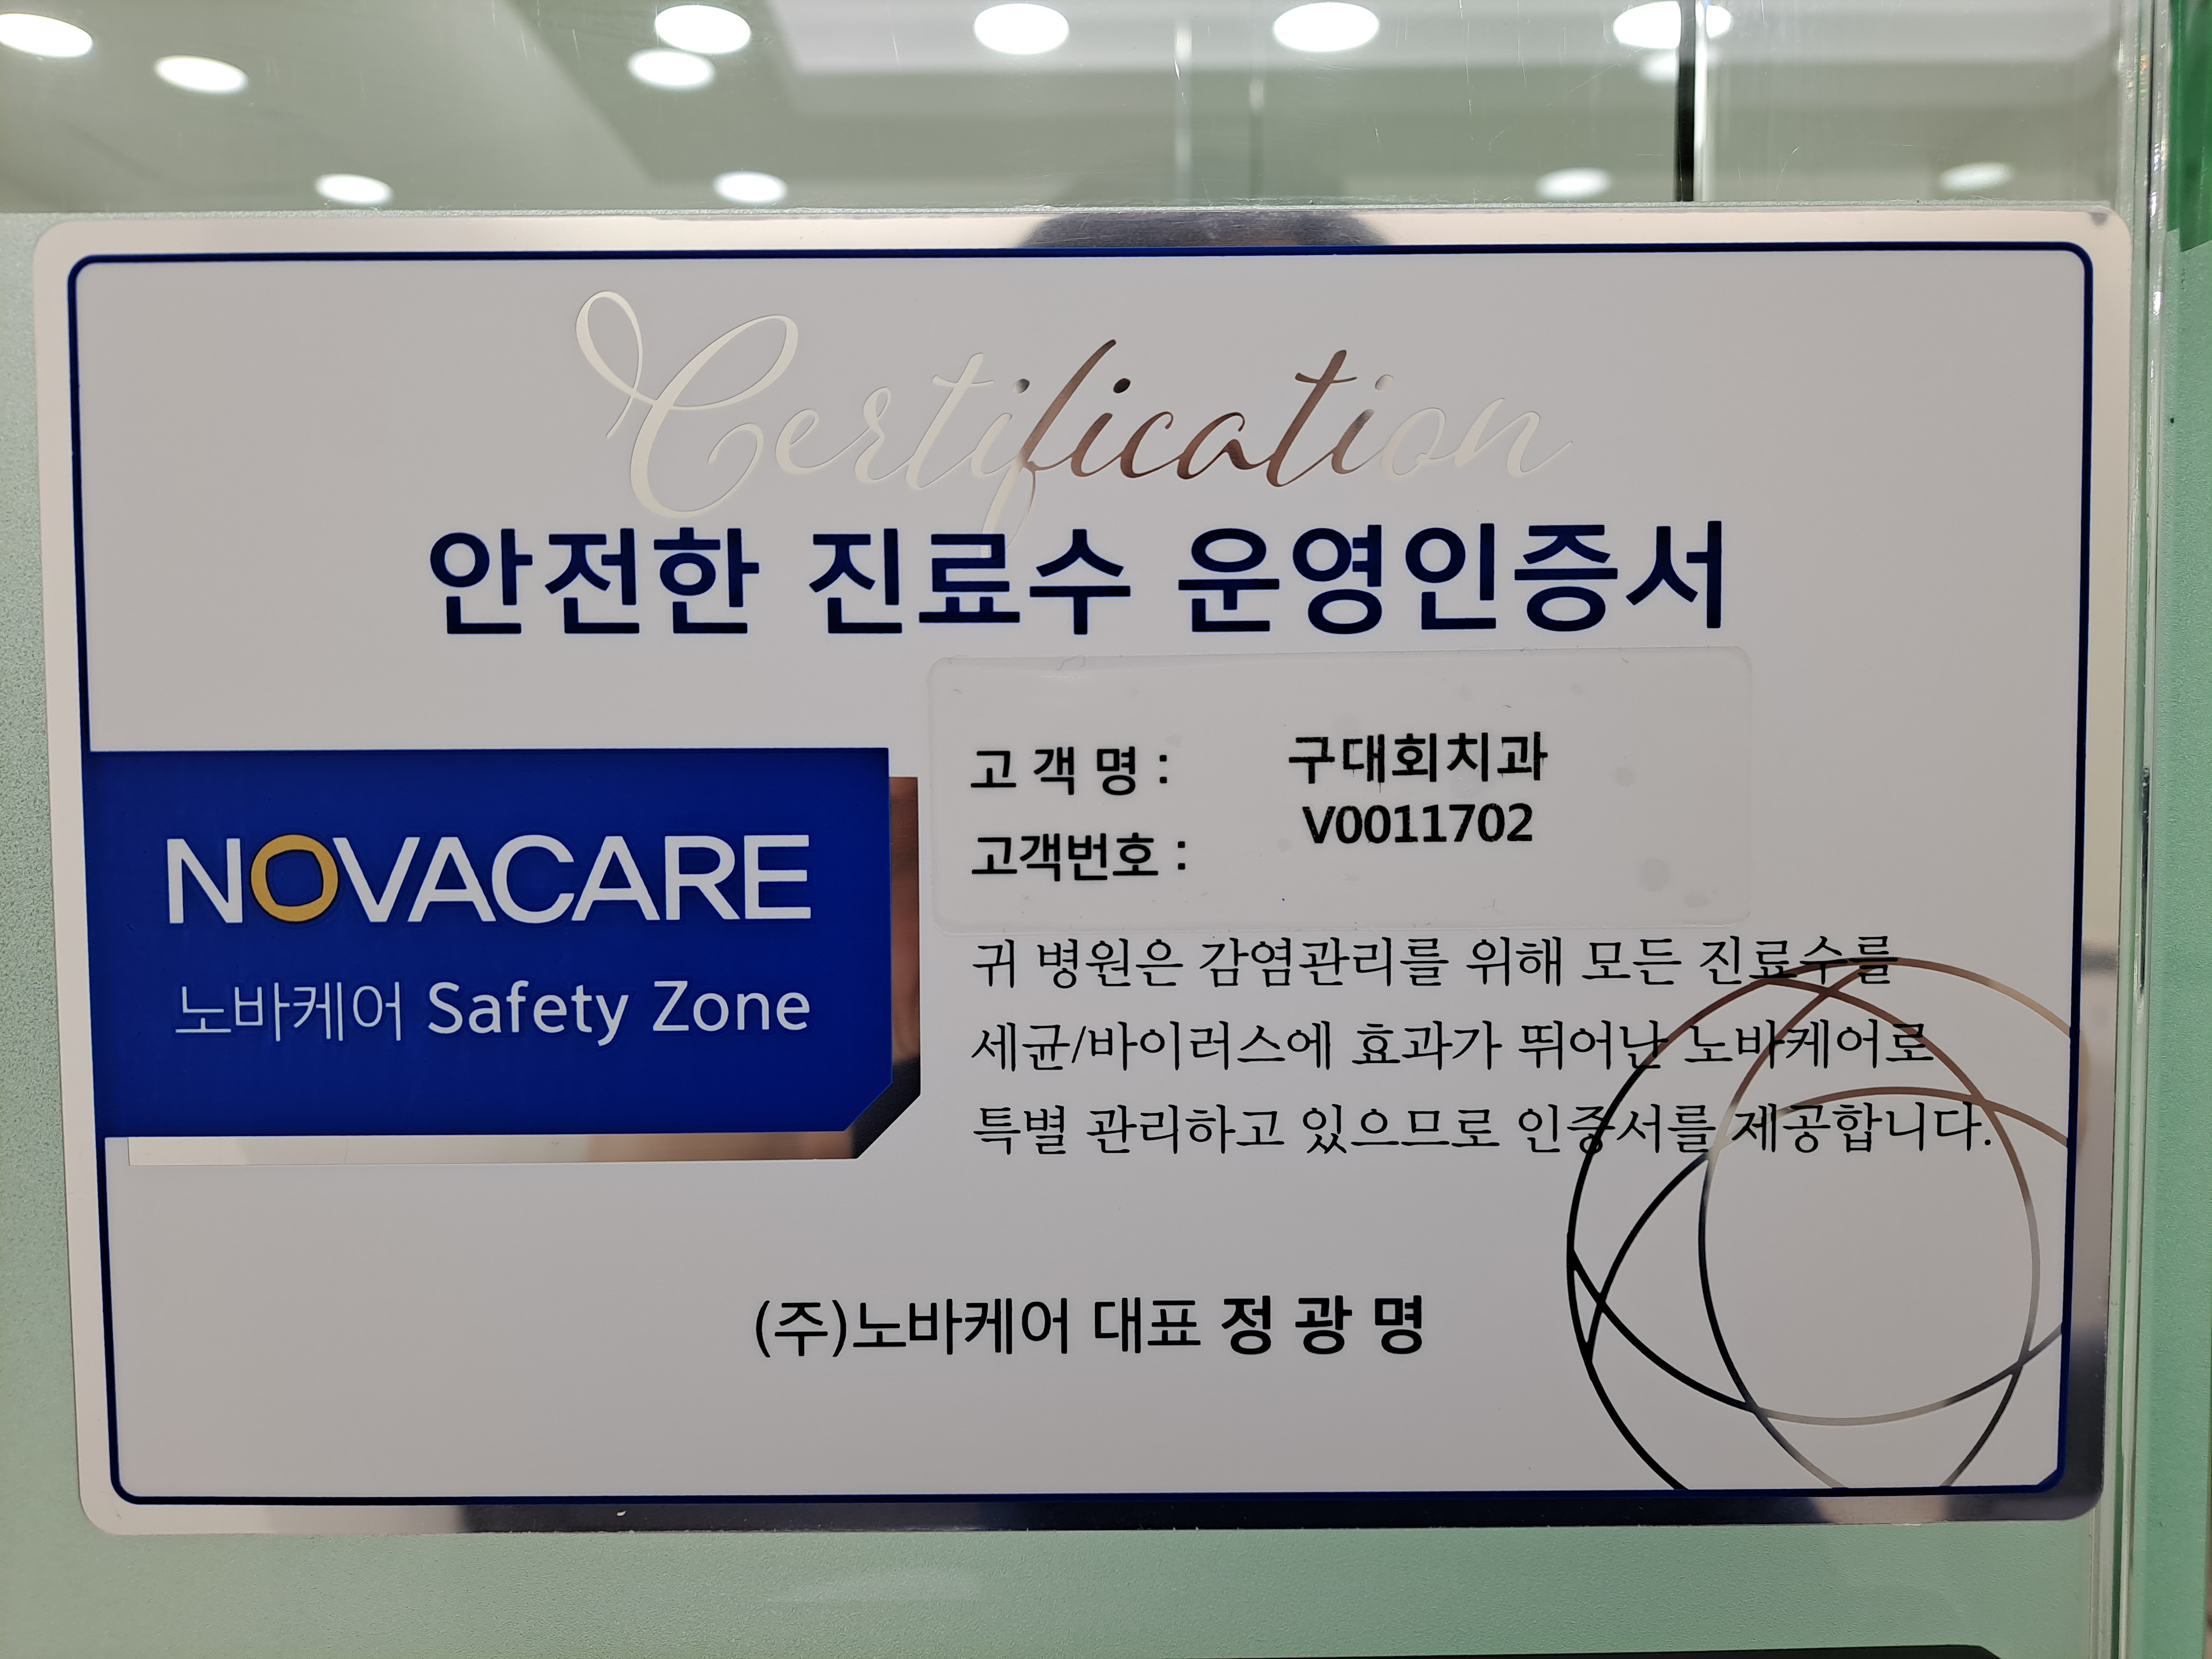 Certification
안전한 진료수 운영인증서
NOVACARE
노바케어 Safety Zone
고 객 명 : 구대회치과
고객번호 : V0011702
귀 병원은 감염관리를 위해 모든 진료수를
세균/바이러스에 효과가 뛰어난 노바케어로
특별 관리하고 있으므로 인증서를 제공합니다.
(주)노바케어 대표 정 광 명